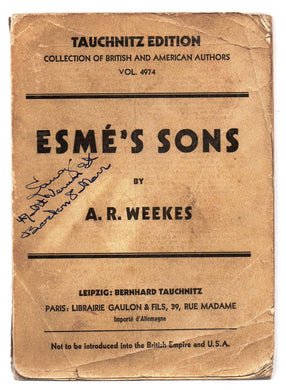 TAUCHNITZ EDITION
COLLECTION OF BRITISH AND AMERICAN AUTHORS
VOL. 4974
ESMÉ'S SONS
BY
A. R. WEEKES
LEIPZIG: BERNHARD TAUCHNITZ
PARIS: LIBRAIRIE GAULON & FILS, 39, RUE MADAME
Importé d'Allemagne
Not to be introduced into the British Empire and U.S.A.